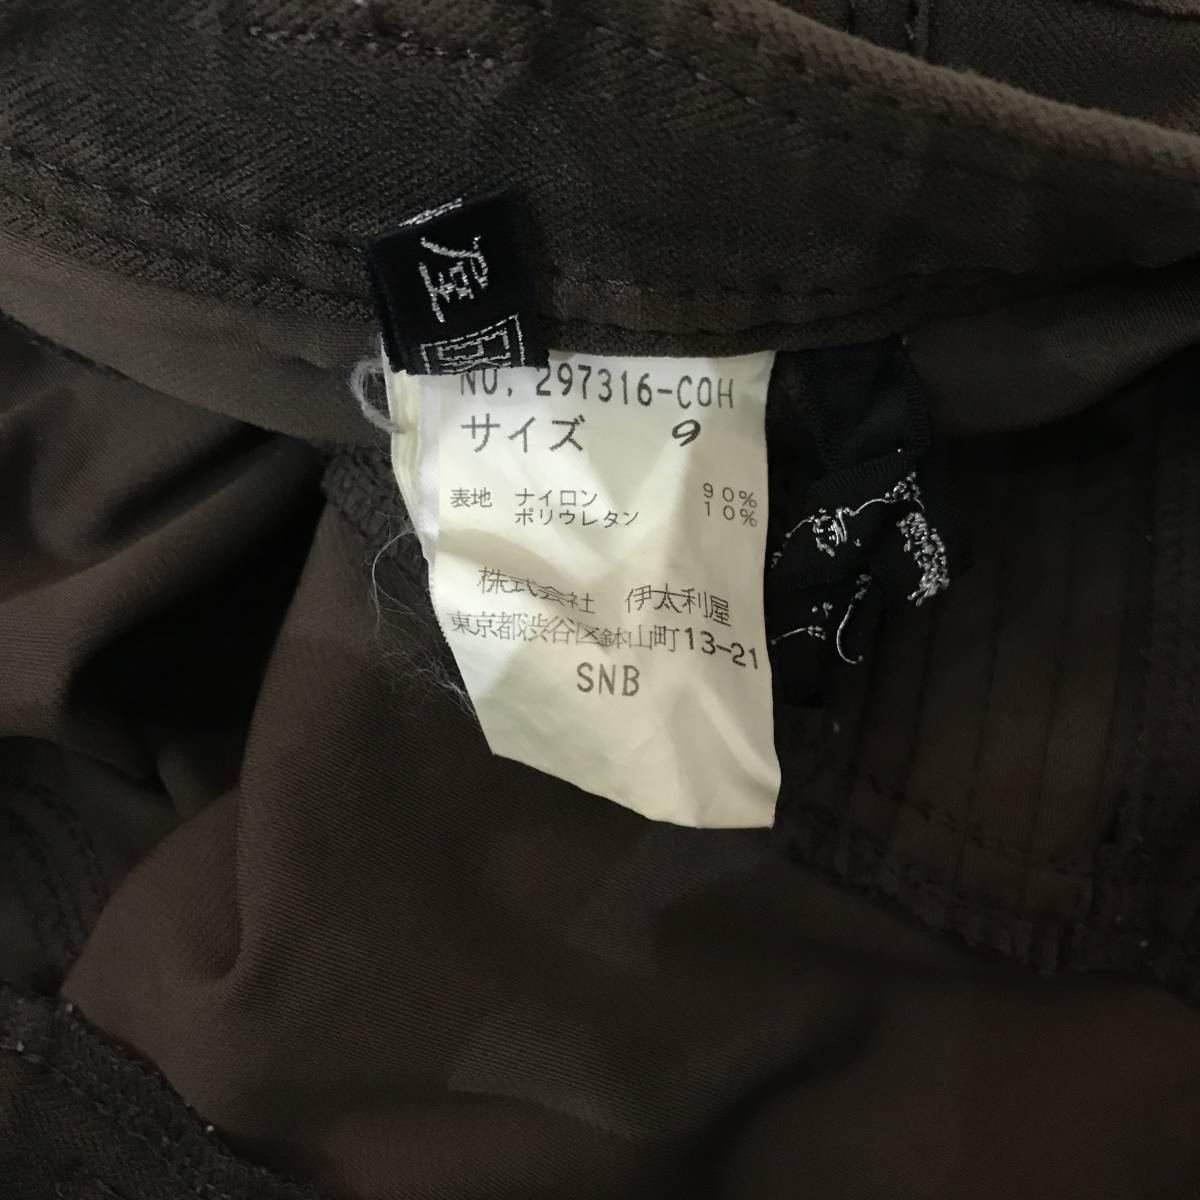 屋
NO. 297316-COH
サイズ 9
表地 ナイロン 90%
ポリウレタン 10%
株式会社 伊太利屋
東京都渋谷区鉢山町13-21
SNB